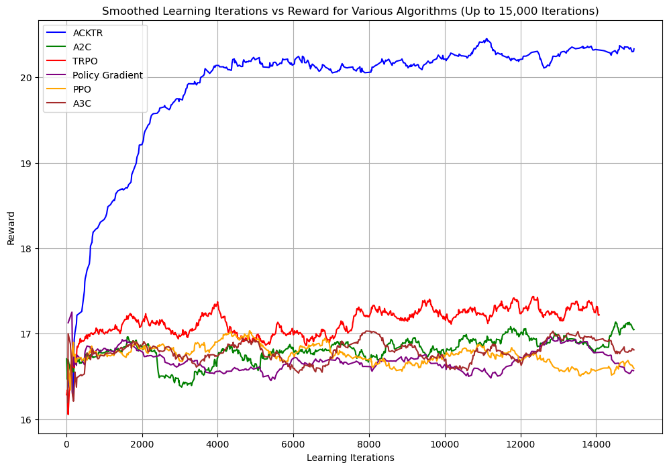 Smoothed Learning Iterations vs Reward for Various Algorithms (Up to 15,000 Iterations)
ACKTR
A2C
TRPO
Policy Gradient
PPO
A3C
Reward
20
19
18
17
16
0 2000 4000 6000 8000 10000 12000 14000
Learning Iterations